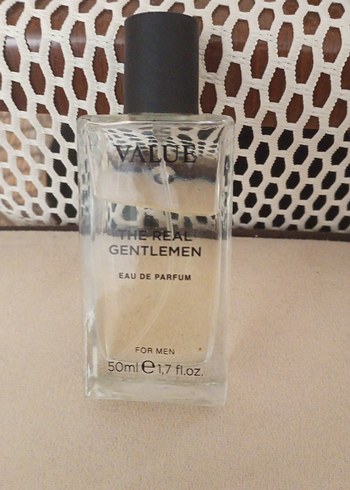 VALUE
THE REAL
GENTLEMEN
EAU DE PARFUM
FOR MEN
50ml e 1,7 fl.oz.